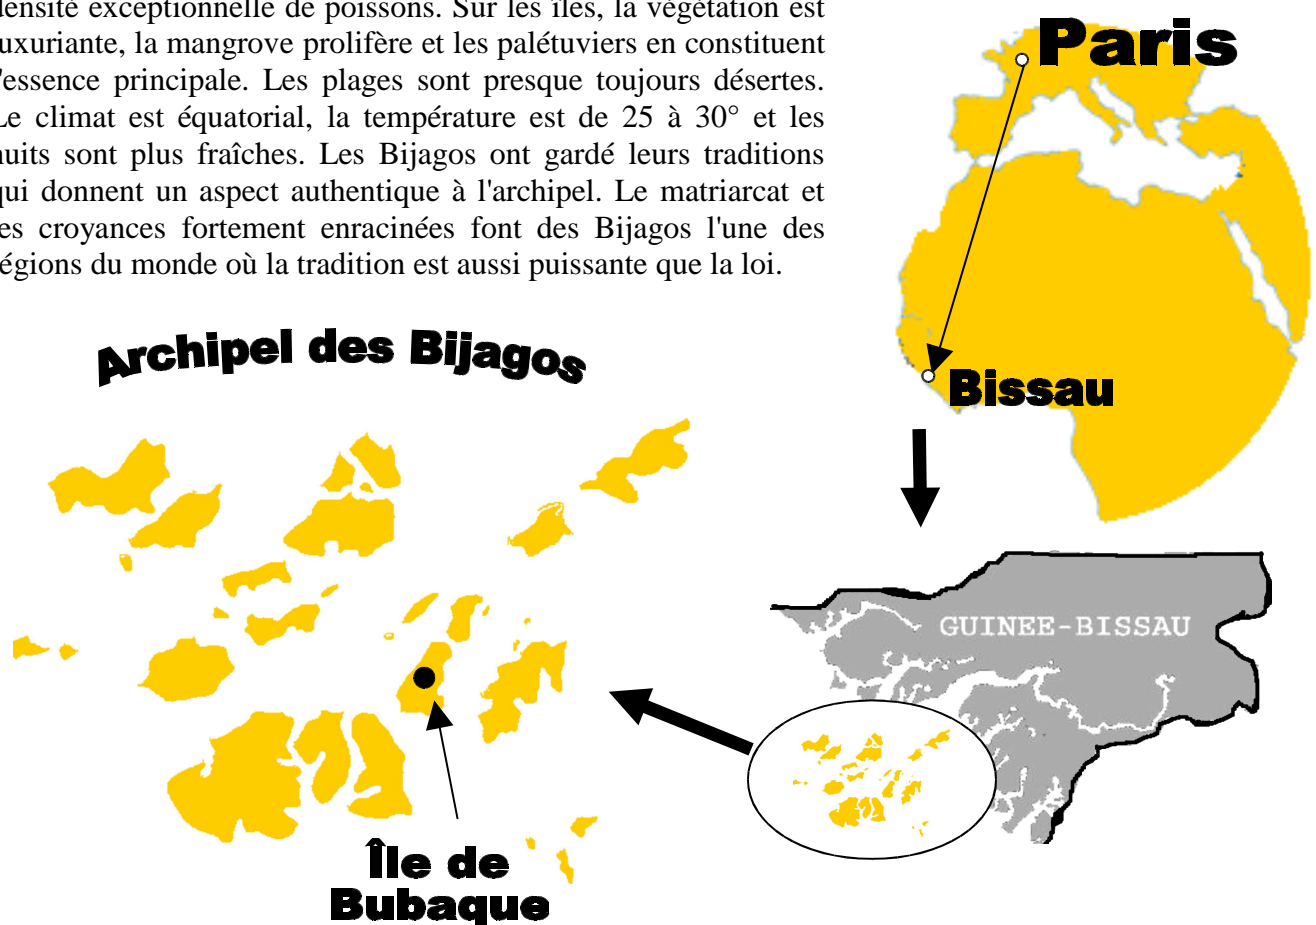 densité exceptionnelle de poissons. Sur les îles, la végétation est
luxuriante, la mangrove prolifère et les palétuviers en constituent
l'essence principale. Les plages sont presque toujours désertes.
Le climat est équatorial, la température est de 25 à 30° et les
nuits sont plus fraîches. Les Bijagos ont gardé leurs traditions
qui donnent un aspect authentique à l'archipel. Le matriarcat et
les croyances fortement enracinées font des Bijagos l'une des
régions du monde où la tradition est aussi puissante que la loi.
Paris
Bissau
Archipel des Bijagos
GUINEE-BISSAU
Île de
Bubaque